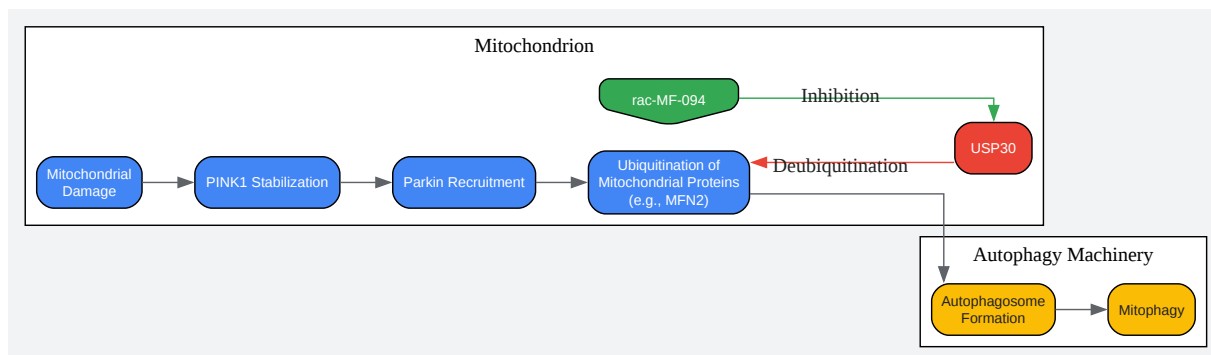 Mitochondrion
rac-MF-094
Inhibition
USP30
Mitochondrial
Damage
PINK1 Stabilization
Parkin Recruitment
Ubiquitination of
Mitochondrial Proteins
(e.g., MFN2)
Deubiquitination
Autophagy Machinery
Autophagosome
Formation
Mitophagy